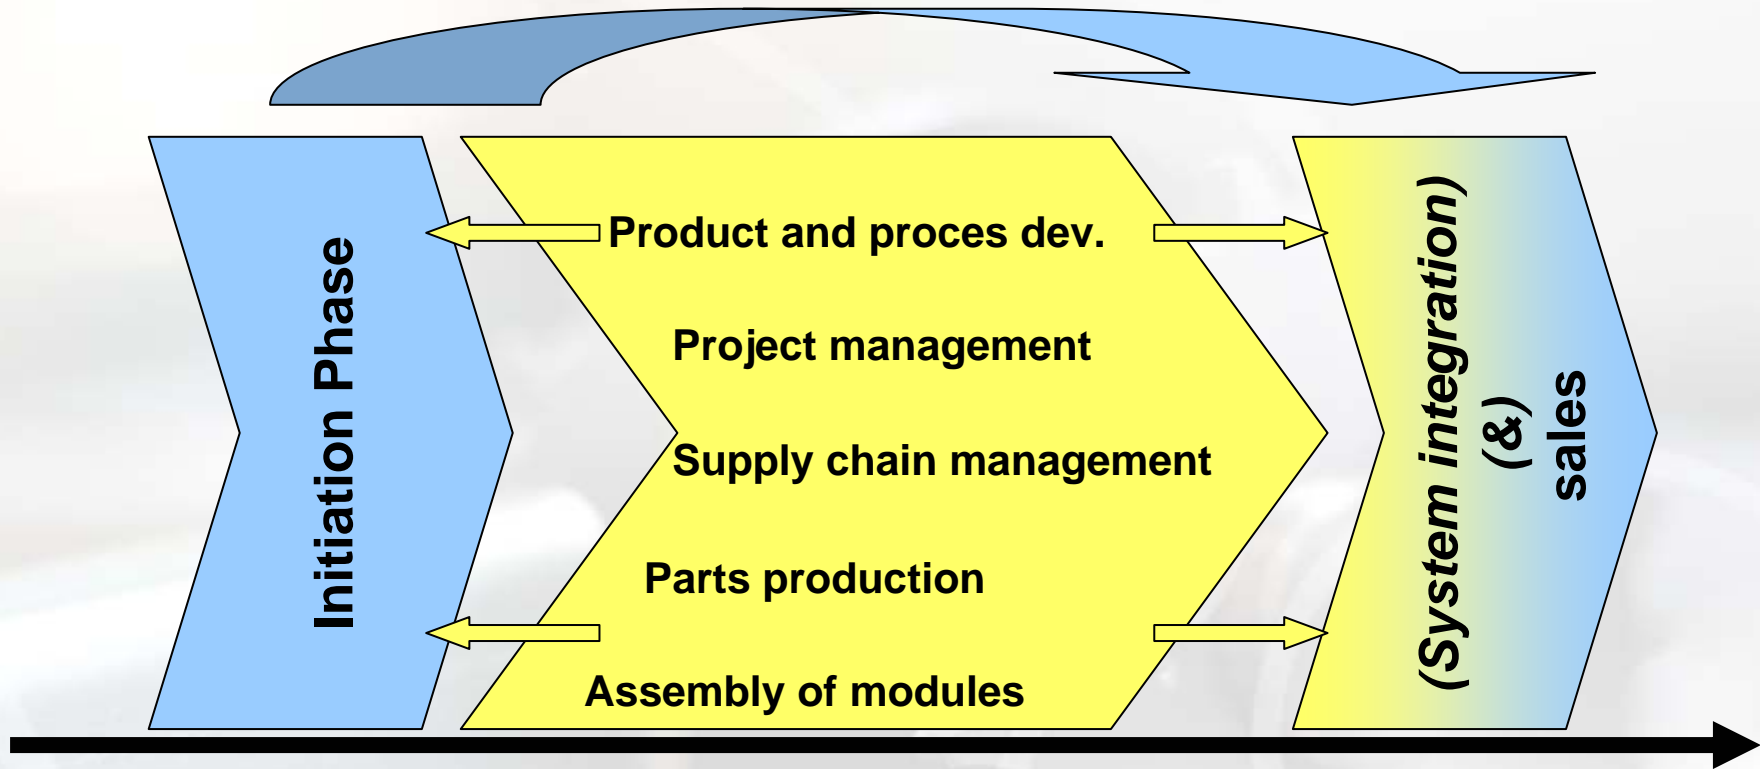 Initiation Phase
Product and proces dev.
Project management
Supply chain management
Parts production
Assembly of modules
(System integration)
(&)
sales